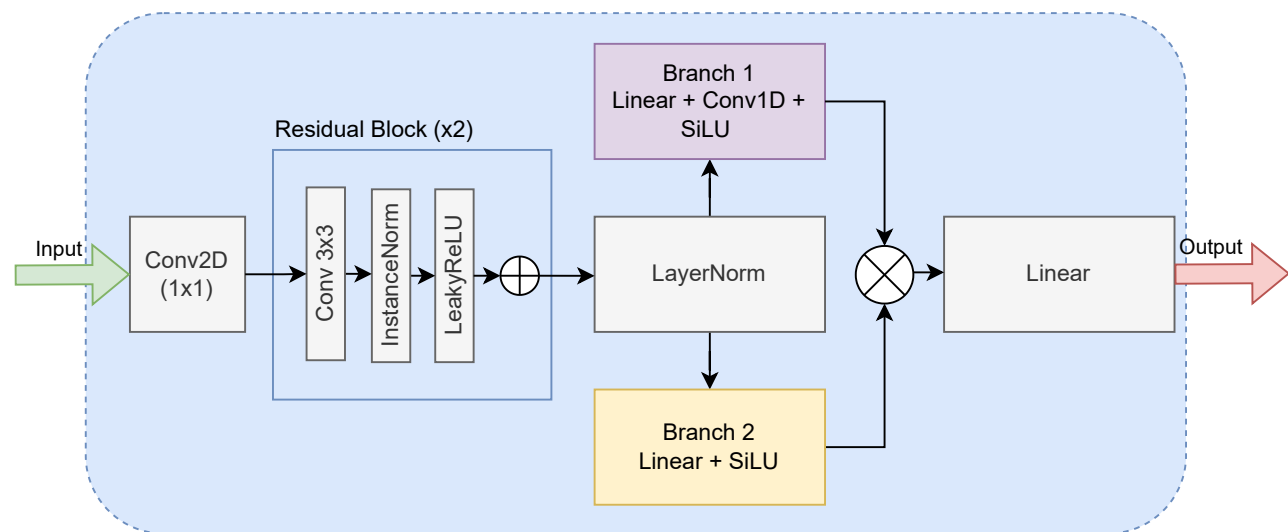 Input
Conv2D
(1x1)
Residual Block (x2)
Conv 3x3
InstanceNorm
LeakyReLU
Branch 1
Linear + Conv1D +
SiLU
LayerNorm
Branch 2
Linear + SiLU
Linear
Output